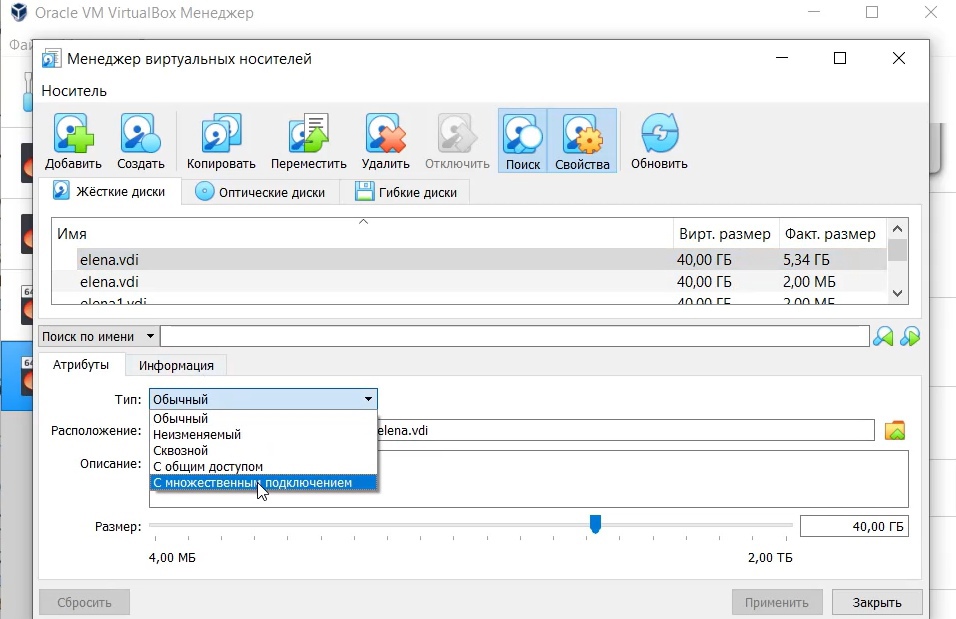 Oracle VM VirtualBox Менеджер
Менеджер виртуальных носителей
Носитель
Добавить Создать Копировать Переместить Удалить Отключить Поиск Свойства Обновить
Жёсткие диски Оптические диски Гибкие диски
Имя Вирт. размер Факт. размер
elena.vdi 40,00 ГБ 5,34 ГБ
elena.vdi 40,00 ГБ 2,00 МБ
elena1.vdi 40,00 ГБ 2,00 МБ
Поиск по имени
Атрибуты Информация
Тип: Обычный
Обычный
Неизменяемый
Расположение: elena.vdi
Сквозной
Описание:
С общим доступом
С множественным подключением
Размер: 40,00 ГБ
4,00 МБ 2,00 ТБ
Сбросить Применить Закрыть